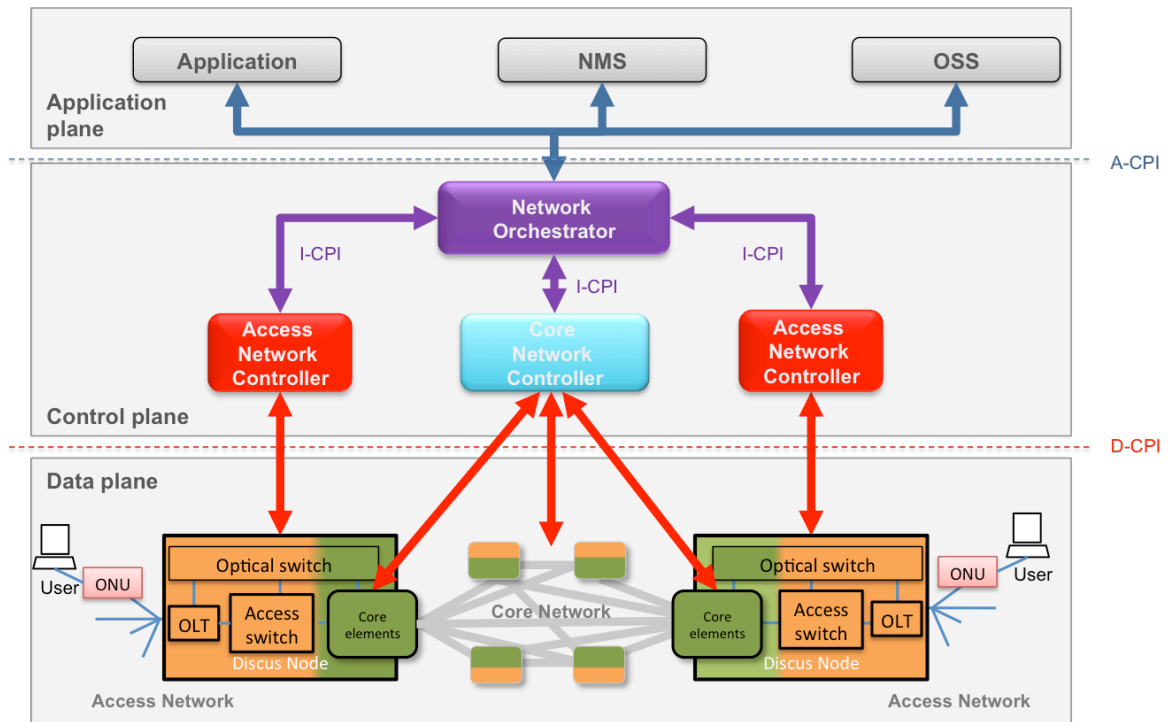 Application
NMS
OSS
Application
plane
A-CPI
Network
Orchestrator
I-CPI
I-CPI
I-CPI
Access
Network
Controller
Core
Network
Controller
Access
Network
Controller
Control plane
D-CPI
Data plane
User
ONU
Optical switch
OLT
Access
switch
Core
elements
Discus Node
Core Network
Optical switch
Core
elements
Access
switch
OLT
Discus Node
ONU
User
Access Network
Access Network